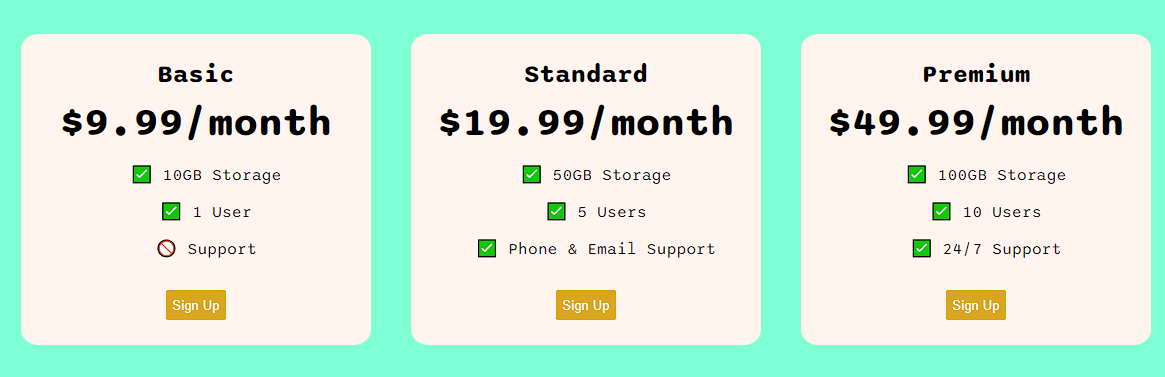 Basic
$9.99/month
✅ 10GB Storage
✅ 1 User
🚫 Support
Sign Up
Standard
$19.99/month
✅ 50GB Storage
✅ 5 Users
✅ Phone & Email Support
Sign Up
Premium
$49.99/month
✅ 100GB Storage
✅ 10 Users
✅ 24/7 Support
Sign Up